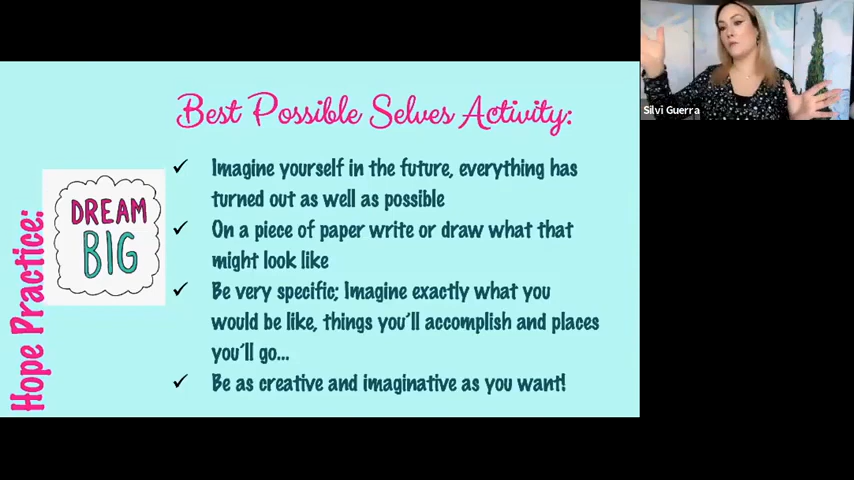 Silvi Guerra
Best Possible Selves Activity:
Hope Practice:
DREAM
BIG
✓ Imagine yourself in the future, everything has
turned out as well as possible
✓ On a piece of paper write or draw what that
might look like
✓ Be very specific; Imagine exactly what you
would be like, things you'll accomplish and places
you'll go...
✓ Be as creative and imaginative as you want!